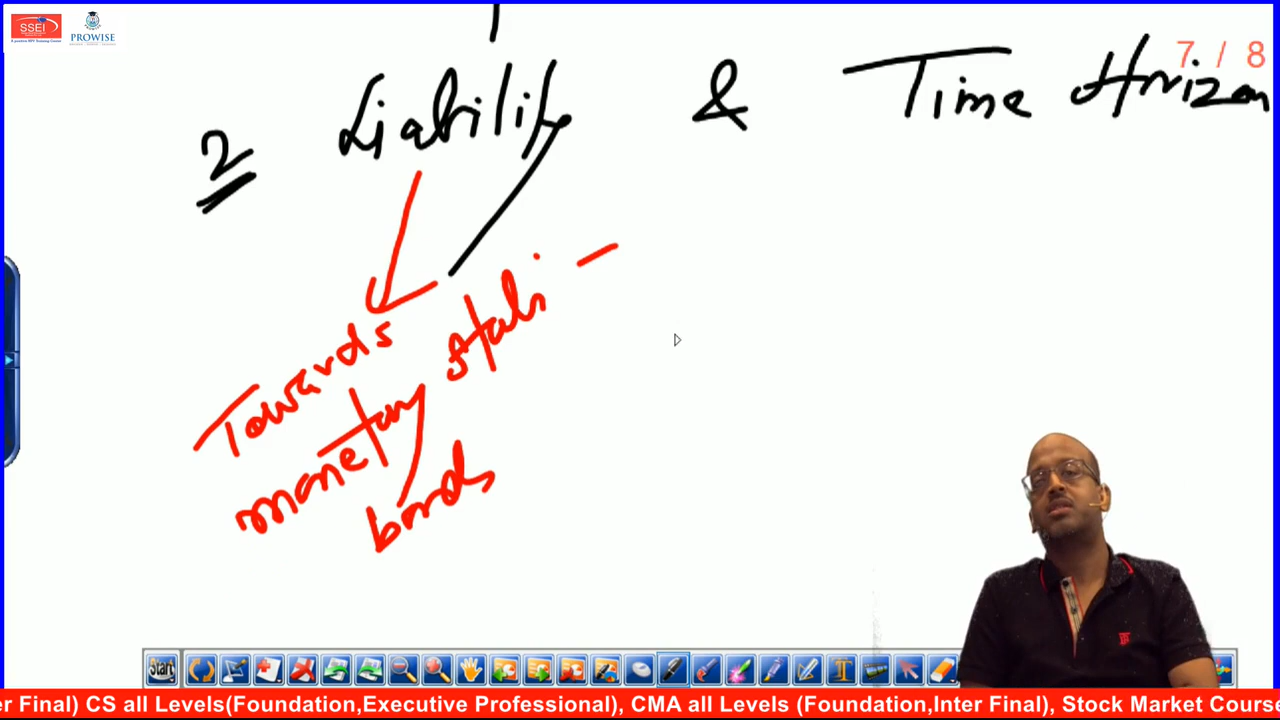 SSEI
PROWISE
7 / 8
2 Liability & Time Horizon
Towards
monetary stabi -
bonds
Start
er Final) CS all Levels(Foundation,Executive Professional), CMA all Levels (Foundation,Inter Final), Stock Market Course